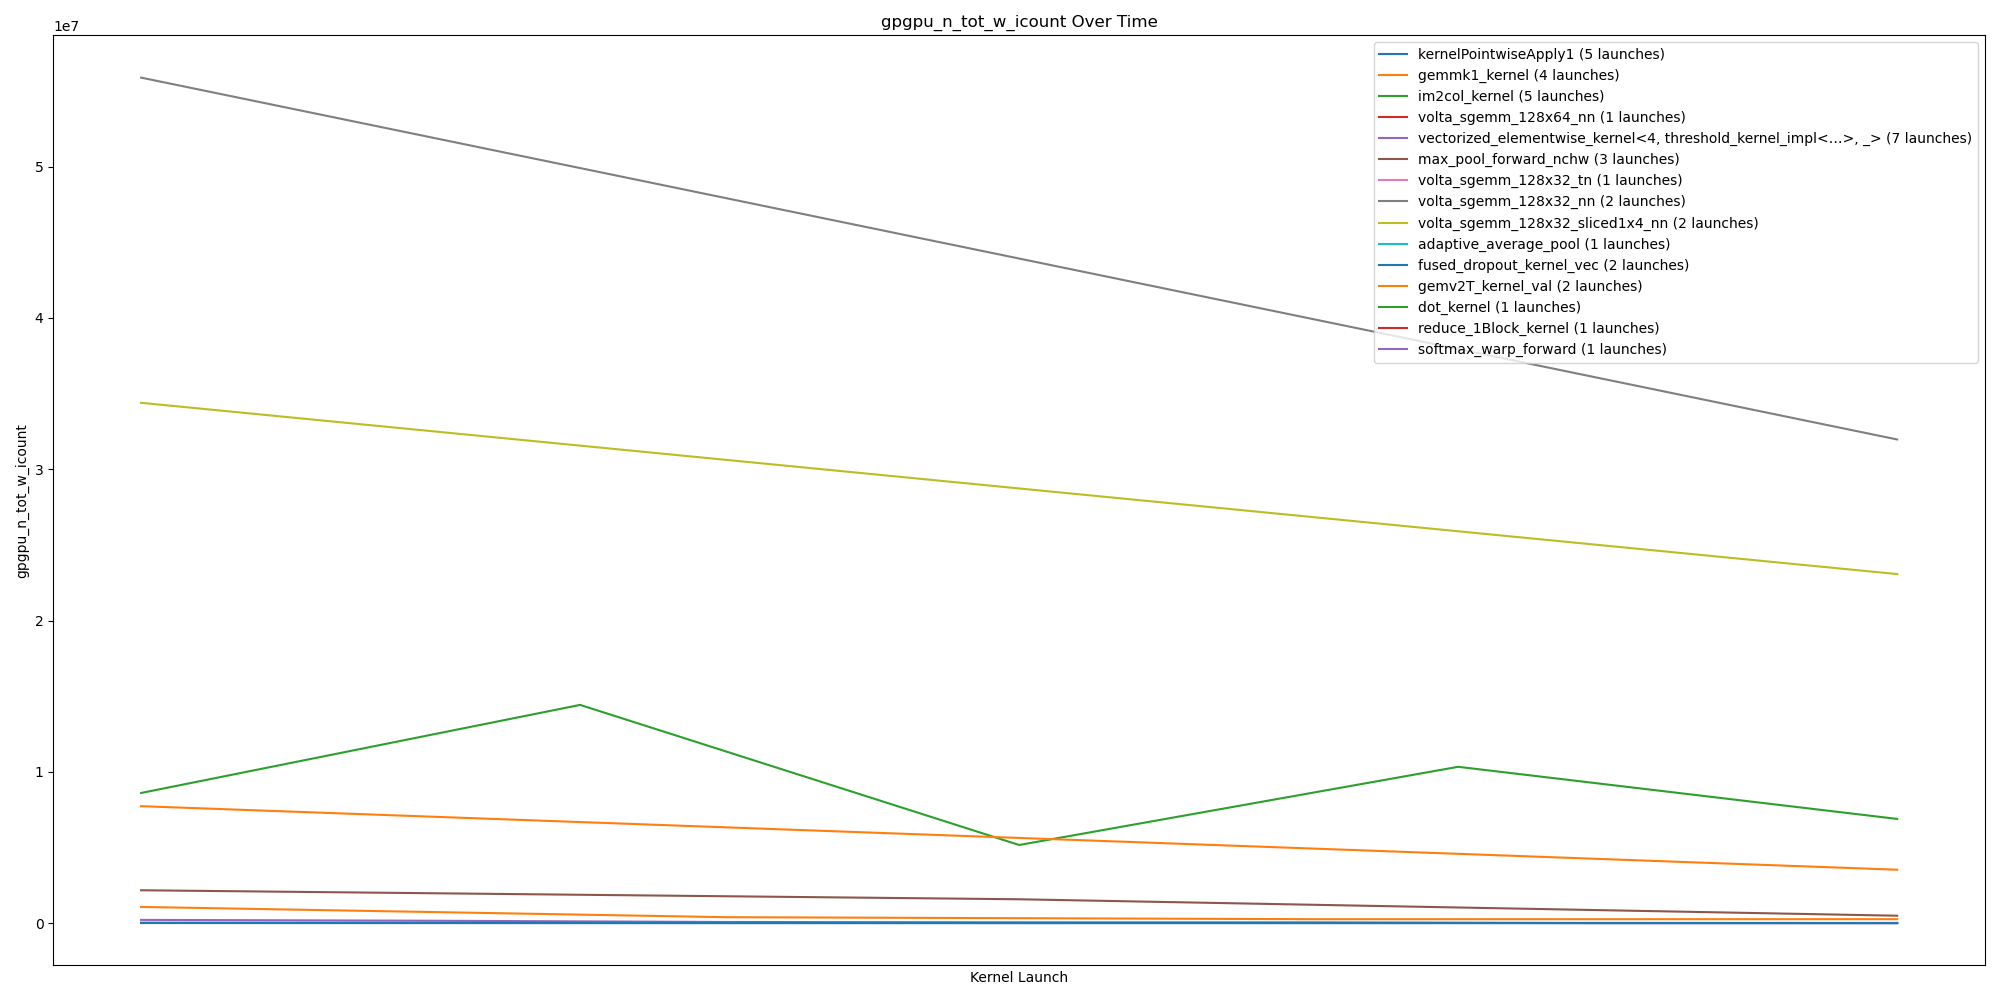 gpgpu_n_tot_w_icount Over Time
1e7
kernelPointwiseApply1 (5 launches)
gemmk1_kernel (4 launches)
im2col_kernel (5 launches)
volta_sgemm_128x64_nn (1 launches)
vectorized_elementwise_kernel<4, threshold_kernel_impl<...>, _> (7 launches)
max_pool_forward_nchw (3 launches)
volta_sgemm_128x32_tn (1 launches)
volta_sgemm_128x32_nn (2 launches)
volta_sgemm_128x32_sliced1x4_nn (2 launches)
adaptive_average_pool (1 launches)
fused_dropout_kernel_vec (2 launches)
gemv2T_kernel_val (2 launches)
dot_kernel (1 launches)
reduce_1Block_kernel (1 launches)
softmax_warp_forward (1 launches)
5
4
3
2
1
0
gpgpu_n_tot_w_icount
Kernel Launch